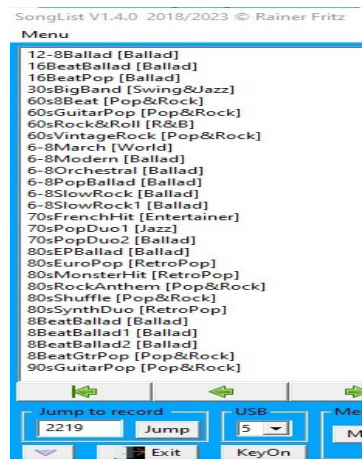 SongList V1.4.0 2018/2023 © Rainer Fritz
Menu
12-8Ballad [Ballad]
16BeatBallad [Ballad]
16BeatPop [Ballad]
30sBigBand [Swing&Jazz]
60s8Beat [Pop&Rock]
60sGuitarPop [Pop&Rock]
60sRock&Roll [R&B]
60sVintageRock [Pop&Rock]
6-8March [World]
6-8Modern [Ballad]
6-8Orchestral [Ballad]
6-8PopBallad [Ballad]
6-8SlowRock [Ballad]
6-8SlowRock1 [Ballad]
70sFrenchHit [Entertainer]
70sPopDuo1 [Jazz]
70sPopDuo2 [Ballad]
80sEPBallad [Ballad]
80sEuroPop [RetroPop]
80sMonsterHit [RetroPop]
80sRockAnthem [Pop&Rock]
80sShuffle [Pop&Rock]
80sSynthDuo [RetroPop]
8BeatBallad [Ballad]
8BeatBallad1 [Ballad]
8BeatBallad2 [Ballad]
8BeatGtrPop [Pop&Rock]
90sGuitarPop [Pop&Rock]
Jump to record USB Me
2219 Jump 5 M
Exit KeyOn